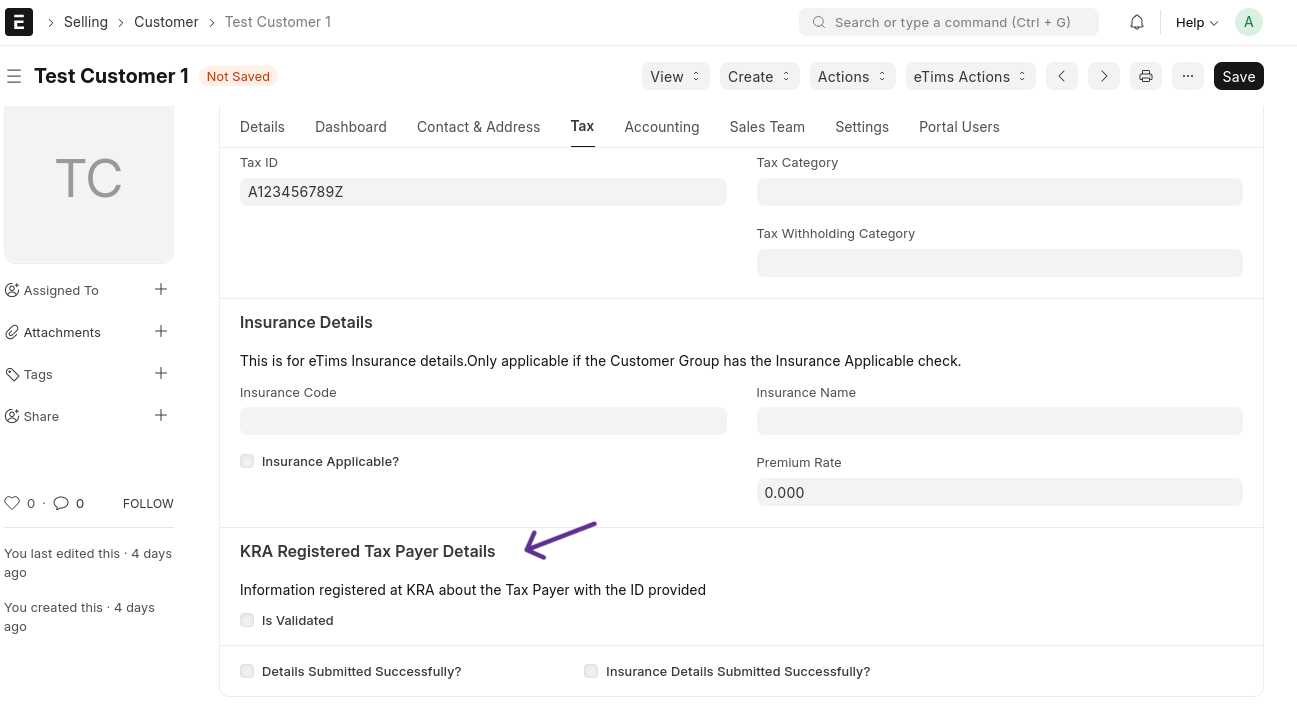 E
Selling
Customer
Test Customer 1
Search or type a command (Ctrl + G)
Help
A
Test Customer 1
Not Saved
View
Create
Actions
eTims Actions
Save
TC
Assigned To
Attachments
Tags
Share
0 · 0
FOLLOW
You last edited this · 4 days
ago
You created this · 4 days
ago
Details
Dashboard
Contact & Address
Tax
Accounting
Sales Team
Settings
Portal Users
Tax ID
A123456789Z
Tax Category
Tax Withholding Category
Insurance Details
This is for eTims Insurance details.Only applicable if the Customer Group has the Insurance Applicable check.
Insurance Code
Insurance Name
Insurance Applicable?
Premium Rate
0.000
KRA Registered Tax Payer Details
Information registered at KRA about the Tax Payer with the ID provided
Is Validated
Details Submitted Successfully?
Insurance Details Submitted Successfully?